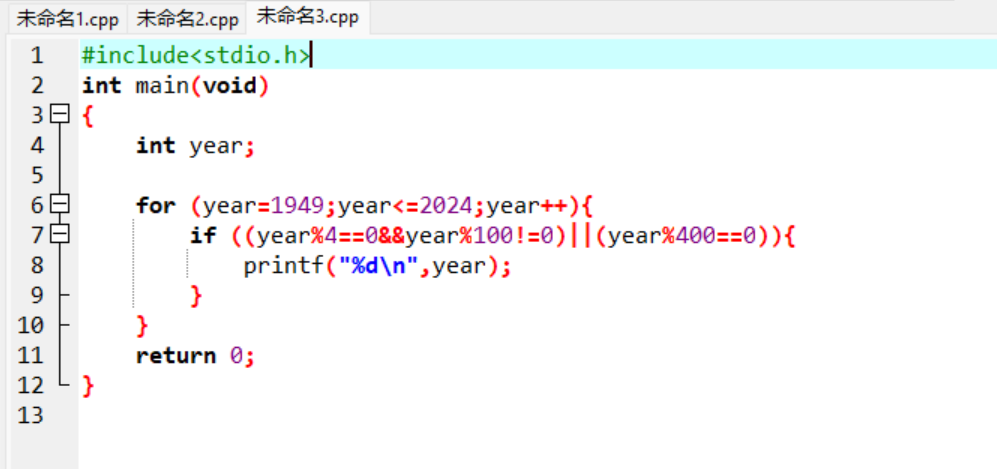 未命名1.cpp 未命名2.cpp 未命名3.cpp
1 #include<stdio.h>
2 int main(void)
3 {
4     int year;
5
6     for (year=1949;year<=2024;year++){
7         if ((year%4==0&&year%100!=0)||(year%400==0)){
8             printf("%d\n",year);
9         }
10     }
11     return 0;
12 }
13